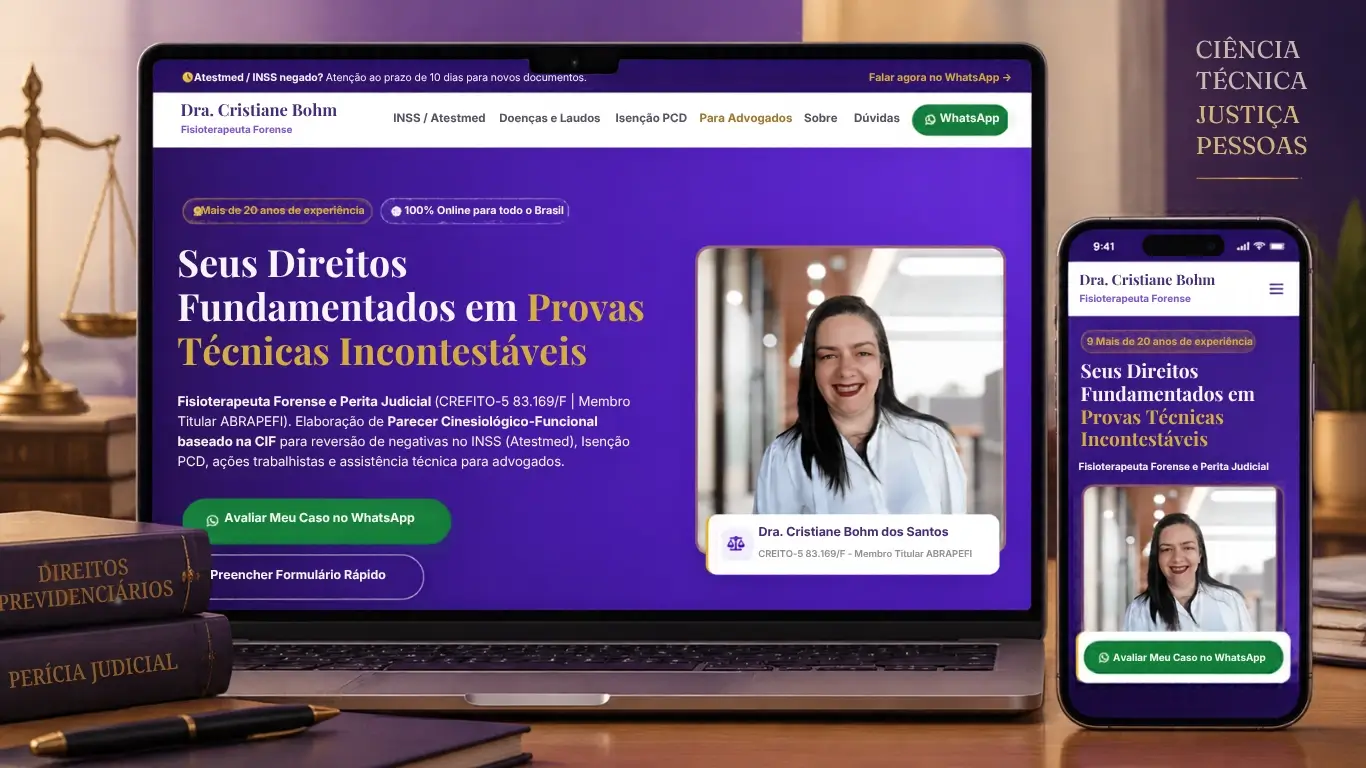 Atestmed / INSS negado? Atenção ao prazo de 10 dias para novos documentos.
Falar agora no WhatsApp →
Dra. Cristiane Bohm
Fisioterapeuta Forense
INSS / Atestmed Doenças e Laudos Isenção PCD Para Advogados Sobre Dúvidas WhatsApp
Mais de 20 anos de experiência
100% Online para todo o Brasil
Seus Direitos
Fundamentados em Provas
Técnicas Incontestáveis
Fisioterapeuta Forense e Perita Judicial (CREFITO-5 83.169/F | Membro
Titular ABRAPEFI). Elaboração de Parecer Cinesiológico-Funcional
baseado na CIF para reversão de negativas no INSS (Atestmed), Isenção
PCD, ações trabalhistas e assistência técnica para advogados.
Avaliar Meu Caso no WhatsApp
Preencher Formulário Rápido
Dra. Cristiane Bohm dos Santos
CREITO-5 83.169/F - Membro Titular ABRAPEFI
DIREITOS
PREVIDENCIÁRIOS
PERÍCIA JUDICIAL
CIÊNCIA
TÉCNICA
JUSTIÇA
PESSOAS
9:41
Dra. Cristiane Bohm
Fisioterapeuta Forense
9 Mais de 20 anos de experiência
Seus Direitos
Fundamentados em
Provas Técnicas
Incontestáveis
Fisioterapeuta Forense e Perita Judicial
Avaliar Meu Caso no WhatsApp